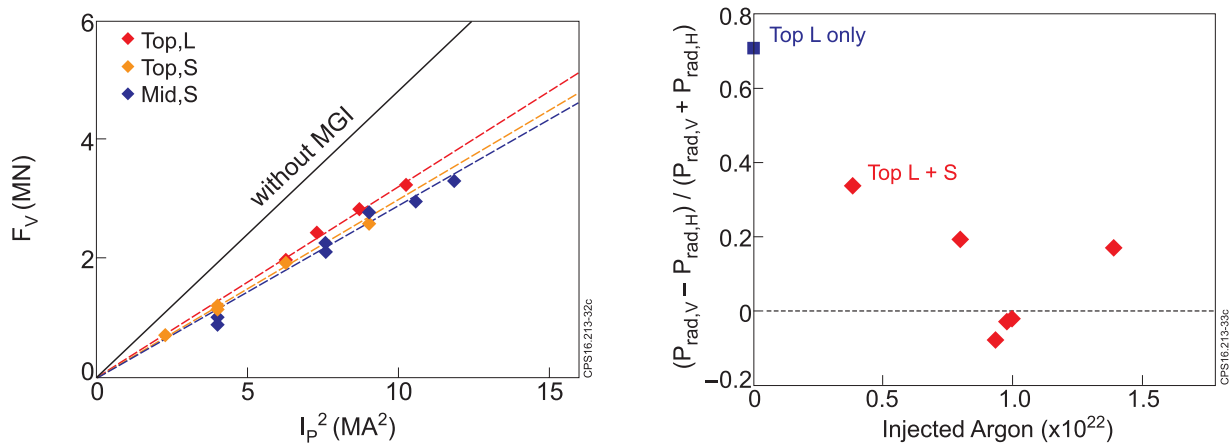 6
4
2
0
F_V (MN)
Top,L
Top,S
Mid,S
without MGI
0 5 10 15
I_P^2 (MA^2)
CPS16.213-32c
0.8
0.6
0.4
0.2
0
−0.2
(P_rad,V − P_rad,H) / (P_rad,V + P_rad,H)
Top L only
Top L + S
0 0.5 1.0 1.5
Injected Argon (x10^22)
CPS16.213-33c